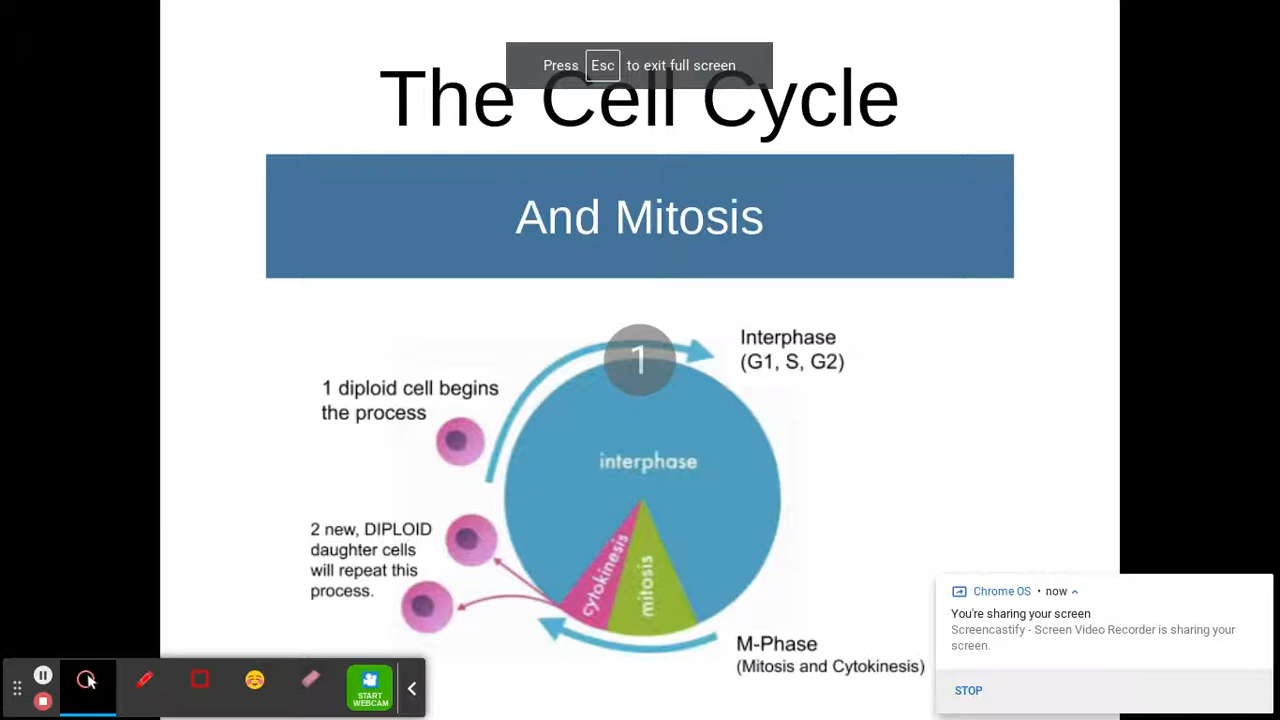 Press Esc to exit full screen
The Cell Cycle
And Mitosis
1
Interphase
(G1, S, G2)
1 diploid cell begins
the process
interphase
2 new, DIPLOID
daughter cells
will repeat this
process.
cytokinesis
mitosis
M-Phase
(Mitosis and Cytokinesis)
Chrome OS • now
You're sharing your screen
Screencastify - Screen Video Recorder is sharing your
screen.
STOP
START
WEBCAM